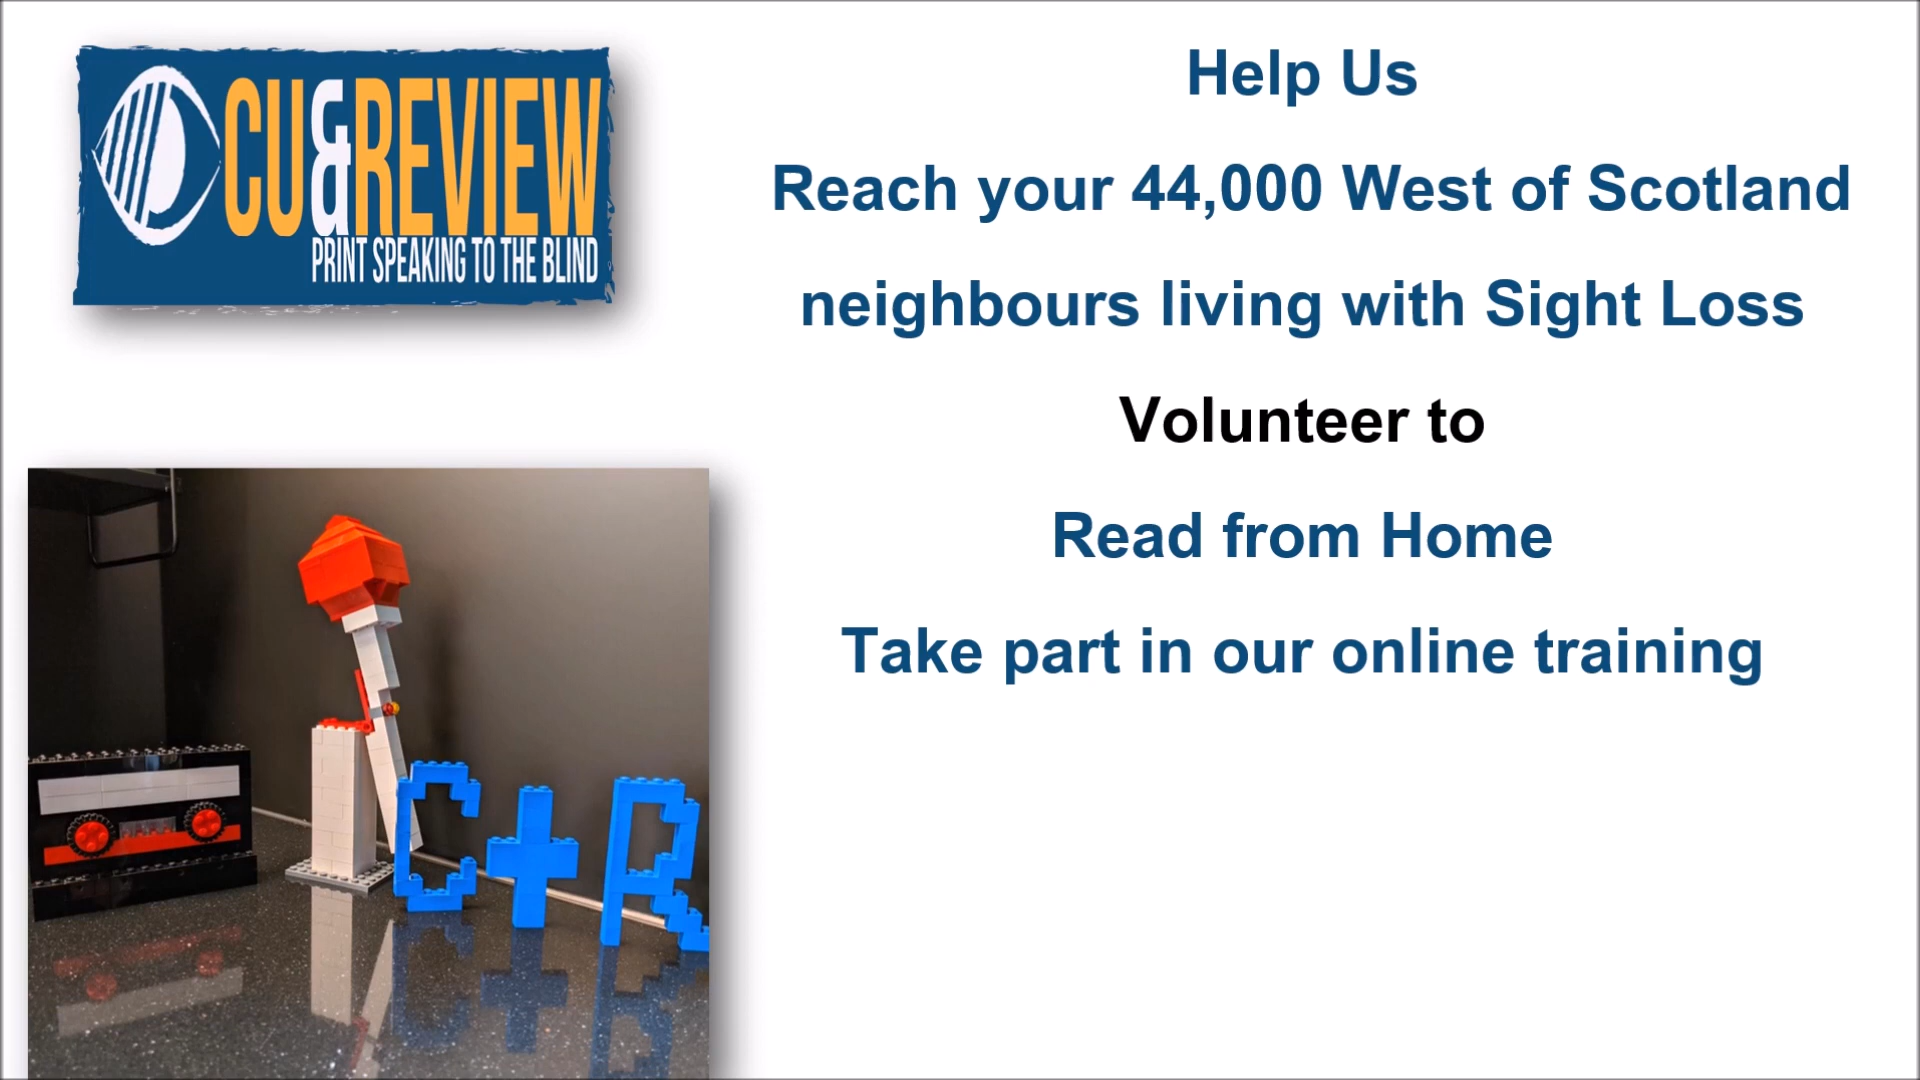 CU&REVIEW
PRINT SPEAKING TO THE BLIND
Help Us
Reach your 44,000 West of Scotland
neighbours living with Sight Loss
Volunteer to
Read from Home
Take part in our online training
C+R